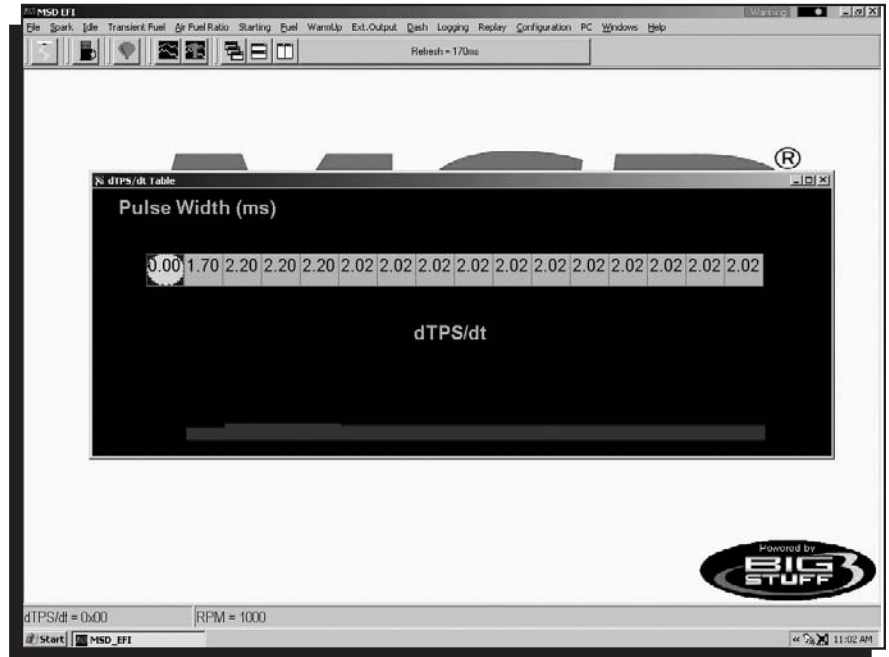 MSD EFI
Warning
File Spark Idle Transient Fuel Air Fuel Ratio Starting Fuel WarmUp Ext. Output Dash Logging Replay Configuration PC Windows Help
Refresh = 170ms
®
dTPS/dt Table
Pulse Width (ms)
0.00 1.70 2.20 2.20 2.20 2.02 2.02 2.02 2.02 2.02 2.02 2.02 2.02 2.02 2.02 2.02
dTPS/dt
Powered by
BIG 3
STUFF
dTPS/dt = 0x00 RPM = 1000
Start MSD_EFI 11:02 AM